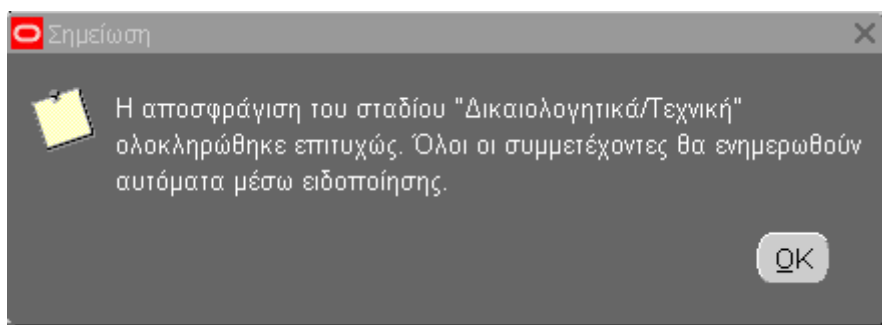 Σημείωση
Η αποσφράγιση του σταδίου "Δικαιολογητικά/Τεχνική"
ολοκληρώθηκε επιτυχώς. Όλοι οι συμμετέχοντες θα ενημερωθούν
αυτόματα μέσω ειδοποίησης.
OK